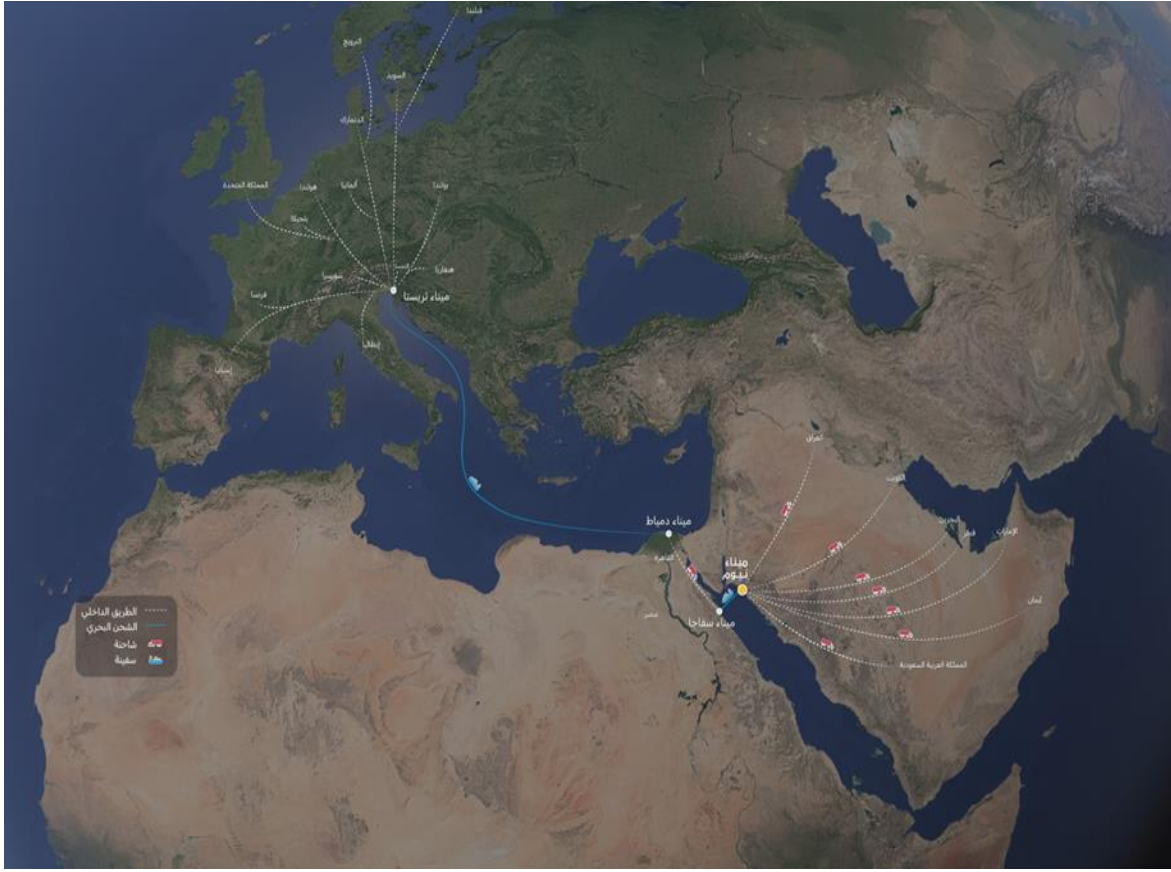 فنلندا
النرويج
السويد
الدنمارك
المملكة المتحدة
هولندا
ألمانيا
بولندا
بلجيكا
سويسرا
النمسا
هنغاريا
فرنسا
ميناء تريستا
إيطاليا
إسبانيا
العراق
الكويت
ميناء دمياط
البحرين
قطر
الإمارات
القاهرة
ميناء
نيوم
عمان
ميناء سفاجا
مصر
المملكة العربية السعودية
الطريق الداخلي
الشحن البحري
شاحنة
سفينة